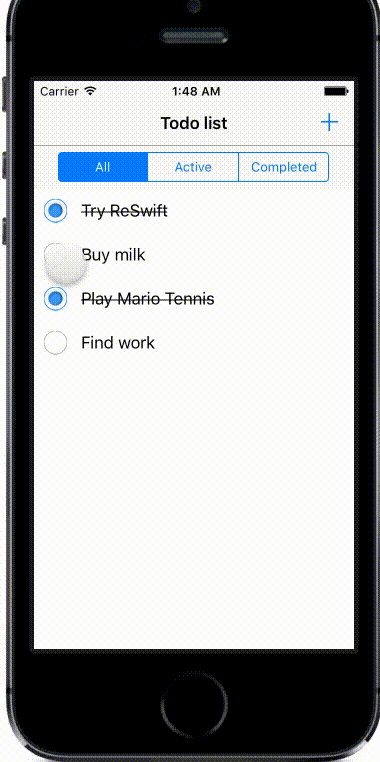 Carrier 1:48 AM
Todo list +
All Active Completed
Try ReSwift
Buy milk
Play Mario Tennis
Find work